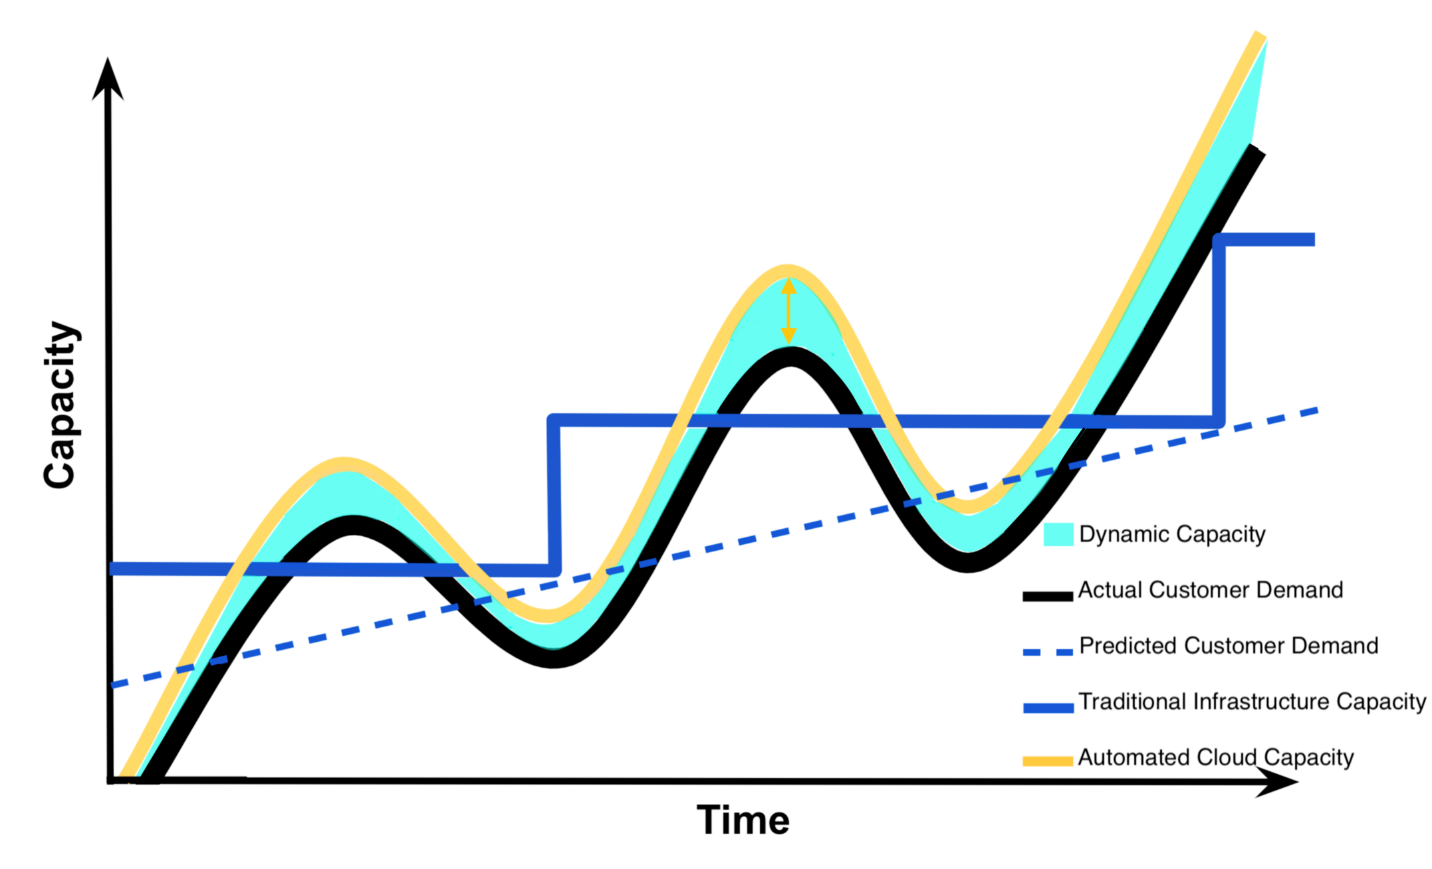 Capacity
Dynamic Capacity
Actual Customer Demand
Predicted Customer Demand
Traditional Infrastructure Capacity
Automated Cloud Capacity
Time